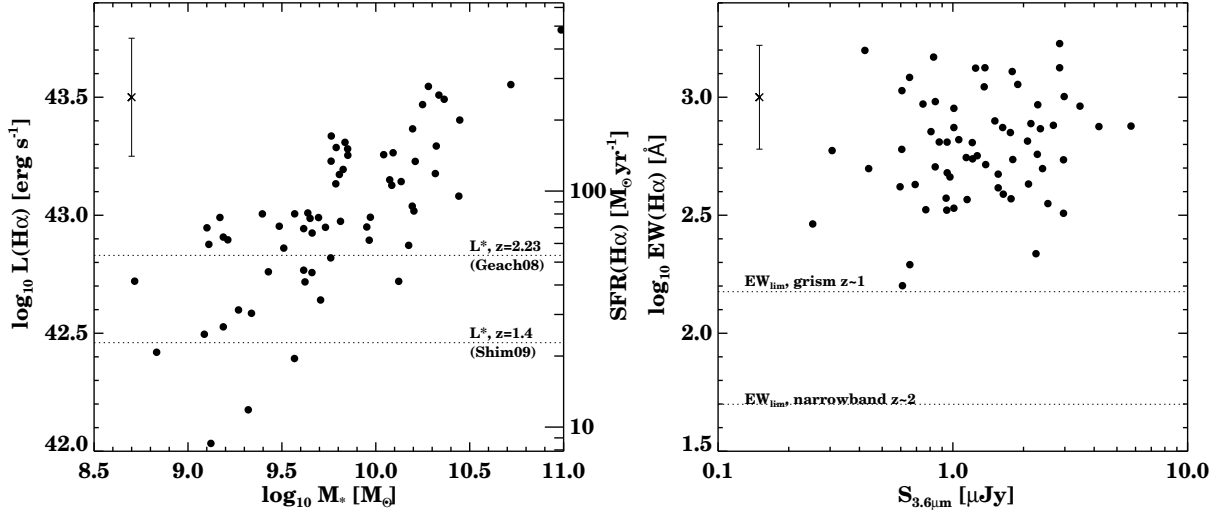 43.5
43.0
42.5
42.0
log₁₀ L(Hα) [erg s⁻¹]
L*, z=2.23
(Geach08)
L*, z=1.4
(Shim09)
100
10
SFR(Hα) [M⊙yr⁻¹]
8.5 9.0 9.5 10.0 10.5 11.0
log₁₀ M* [M⊙]
3.5
3.0
2.5
2.0
1.5
log₁₀ EW(Hα) [Å]
EWlim, grism z~1
EWlim, narrowband z~2
0.1 1.0 10.0
S3.6μm [μJy]